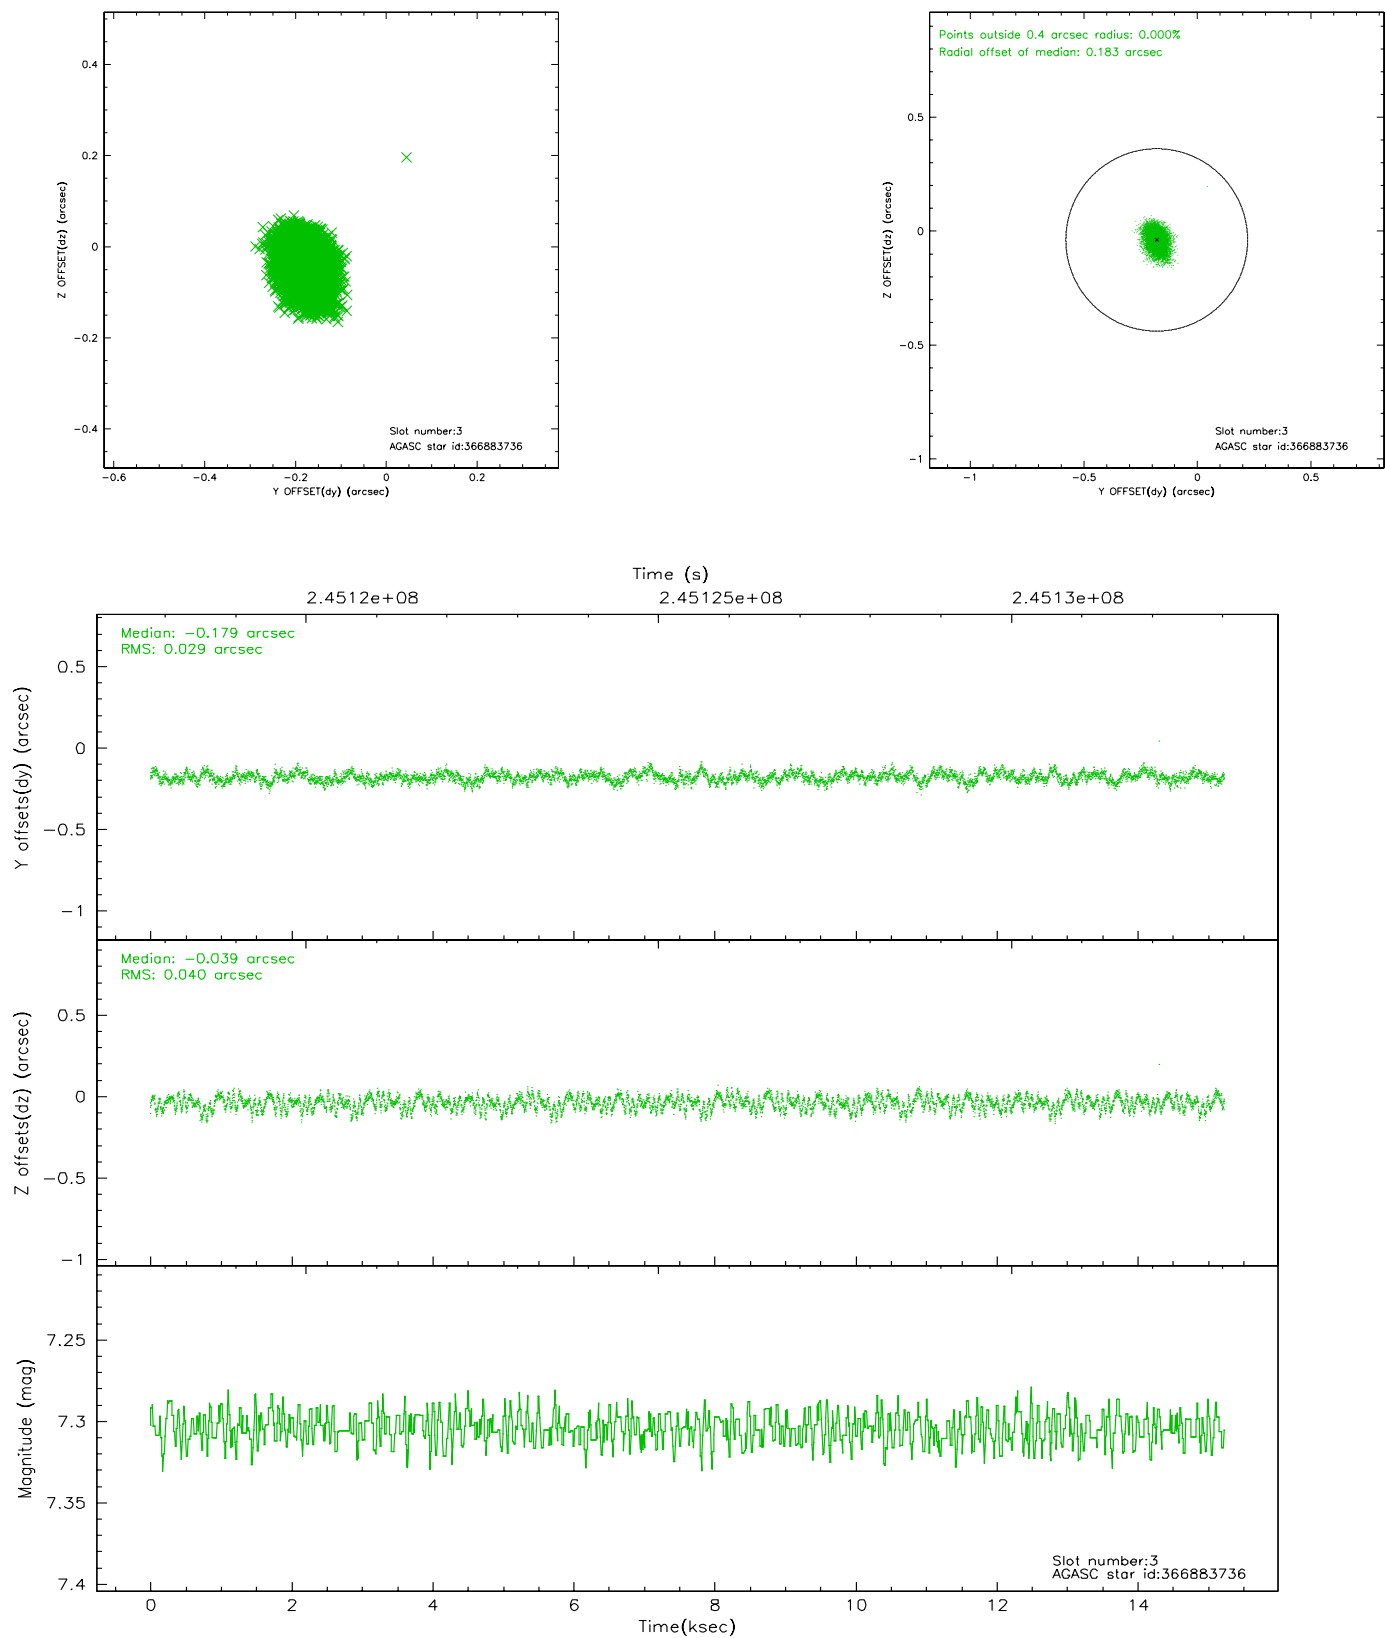 0.4
0.2
0
−0.2
−0.4
Z OFFSET(dz) (arcsec)
Slot number:3
AGASC star id:366883736
−0.6
−0.4
−0.2
0
0.2
Y OFFSET(dy) (arcsec)
Points outside 0.4 arcsec radius: 0.000%
Radial offset of median: 0.183 arcsec
0.5
0
−0.5
−1
Z OFFSET(dz) (arcsec)
Slot number:3
AGASC star id:366883736
−1
−0.5
0
0.5
Y OFFSET(dy) (arcsec)
Time (s)
2.4512e+08
2.45125e+08
2.4513e+08
Median: −0.179 arcsec
RMS: 0.029 arcsec
0.5
0
−0.5
−1
Y offsets(dy) (arcsec)
Median: −0.039 arcsec
RMS: 0.040 arcsec
0.5
0
−0.5
−1
Z offsets(dz) (arcsec)
7.25
7.3
7.35
7.4
Magnitude (mag)
Slot number:3
AGASC star id:366883736
0
2
4
6
8
10
12
14
Time(ksec)